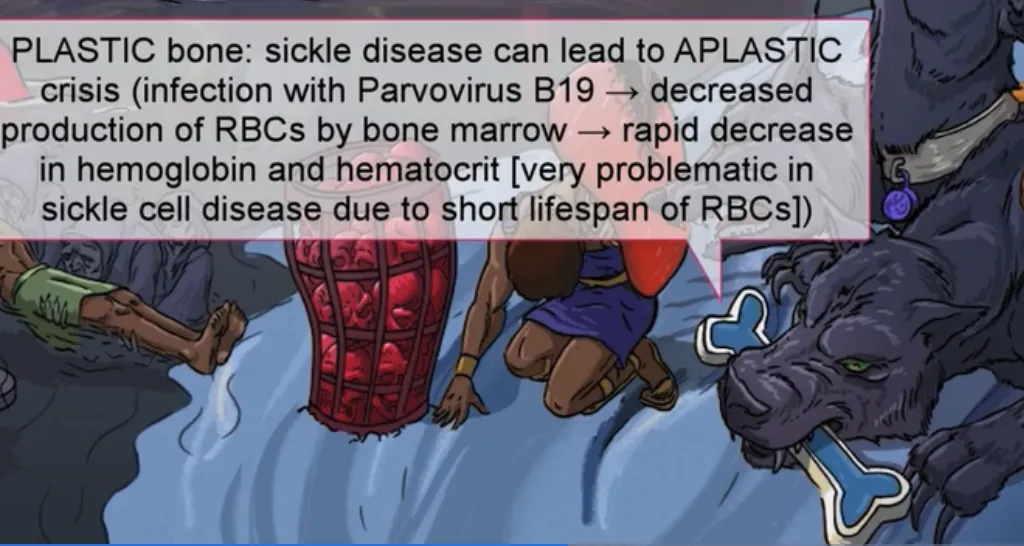 PLASTIC bone: sickle disease can lead to APLASTIC
crisis (infection with Parvovirus B19 → decreased
production of RBCs by bone marrow → rapid decrease
in hemoglobin and hematocrit [very problematic in
sickle cell disease due to short lifespan of RBCs])